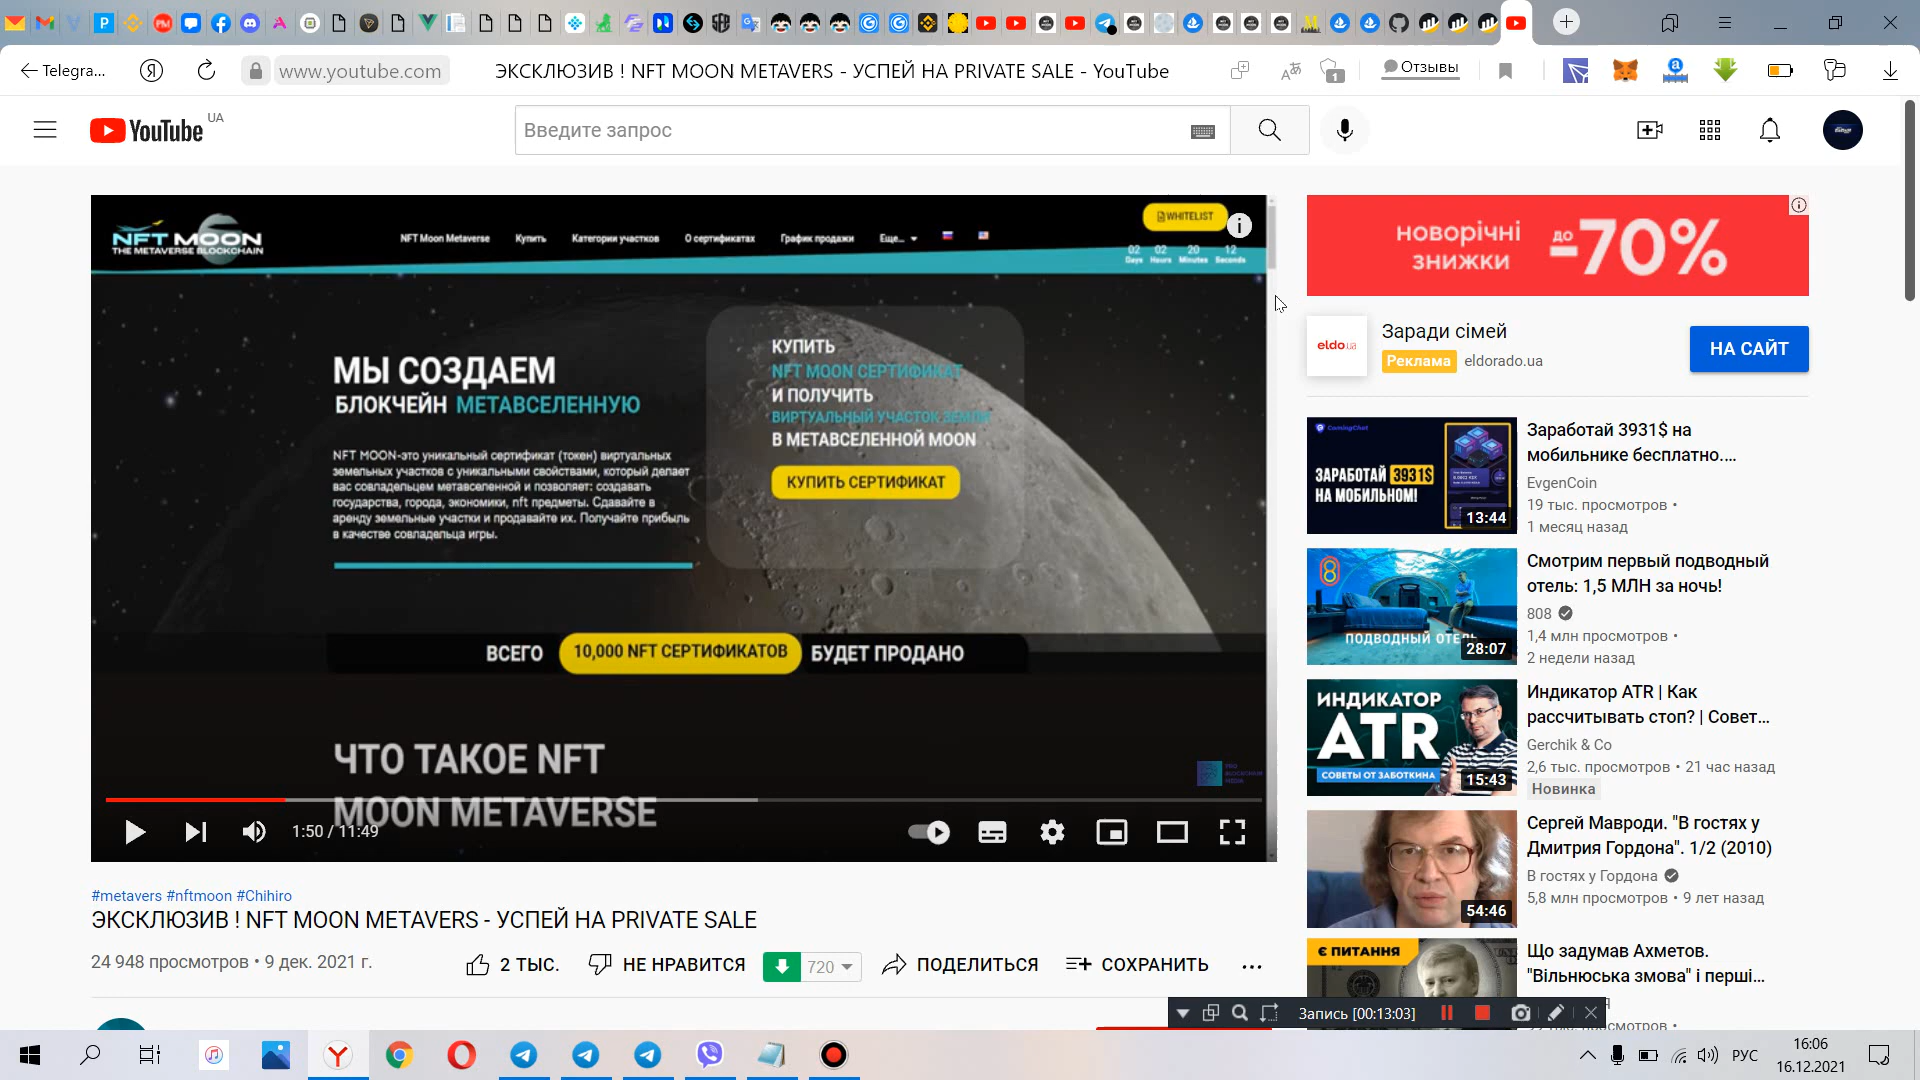 Telegra...
www.youtube.com
ЭКСКЛЮЗИВ ! NFT MOON METAVERS - УСПЕЙ НА PRIVATE SALE - YouTube
1
Отзывы
YouTube
UA
Введите запрос
NFT MOON
THE METAVERSE BLOCKCHAIN
NFT Moon Metaverse
Купить
Категории участков
О сертификатах
График продажи
Еще...
WHITELIST
02 02 20 12
Days Hours Minutes Seconds
МЫ СОЗДАЕМ
БЛОКЧЕЙН МЕТАВСЕЛЕННУЮ
NFT MOON-это уникальный сертификат (токен) виртуальных
земельных участков с уникальными свойствами, который делает
вас совладельцем метавселенной и позволяет: создавать
государства, города, экономики, nft предметы. Сдавайте в
аренду земельные участки и продавайте их. Получайте прибыль
в качестве совладельца игры.
КУПИТЬ
NFT MOON СЕРТИФИКАТ
И ПОЛУЧИТЬ
ВИРТУАЛЬНЫЙ УЧАСТОК ЗЕМЛИ
В МЕТАВСЕЛЕННОЙ MOON
КУПИТЬ СЕРТИФИКАТ
ВСЕГО 10,000 NFT СЕРТИФИКАТОВ БУДЕТ ПРОДАНО
ЧТО ТАКОЕ NFT
MOON METAVERSE
1:50 / 11:49
#metavers #nftmoon #Chihiro
ЭКСКЛЮЗИВ ! NFT MOON METAVERS - УСПЕЙ НА PRIVATE SALE
24 948 просмотров • 9 дек. 2021 г.
2 ТЫС.
НЕ НРАВИТСЯ
720
ПОДЕЛИТЬСЯ
СОХРАНИТЬ
новорічні
знижки
до
-70%
eldo.ua
Заради сімей
Реклама eldorado.ua
НА САЙТ
ComingChat
ЗАРАБОТАЙ 3931$
НА МОБИЛЬНОМ!
13:44
Заработай 3931$ на
мобильнике бесплатно....
EvgenCoin
19 тыс. просмотров •
1 месяц назад
8
ПОДВОДНЫЙ ОТЕЛЬ
28:07
Смотрим первый подводный
отель: 1,5 МЛН за ночь!
808
1,4 млн просмотров •
2 недели назад
ИНДИКАТОР
ATR
СОВЕТЫ ОТ ЗАБОТКИНА
15:43
Индикатор ATR | Как
рассчитывать стоп? | Совет...
Gerchik & Co
2,6 тыс. просмотров • 21 час назад
Новинка
54:46
Сергей Мавроди. "В гостях у
Дмитрия Гордона". 1/2 (2010)
В гостях у Гордона
5,8 млн просмотров • 9 лет назад
Є ПИТАННЯ
Що задумав Ахметов.
"Вільнюська змова" і перші...
Запись [00:13:03]
РУС
16:06
16.12.2021